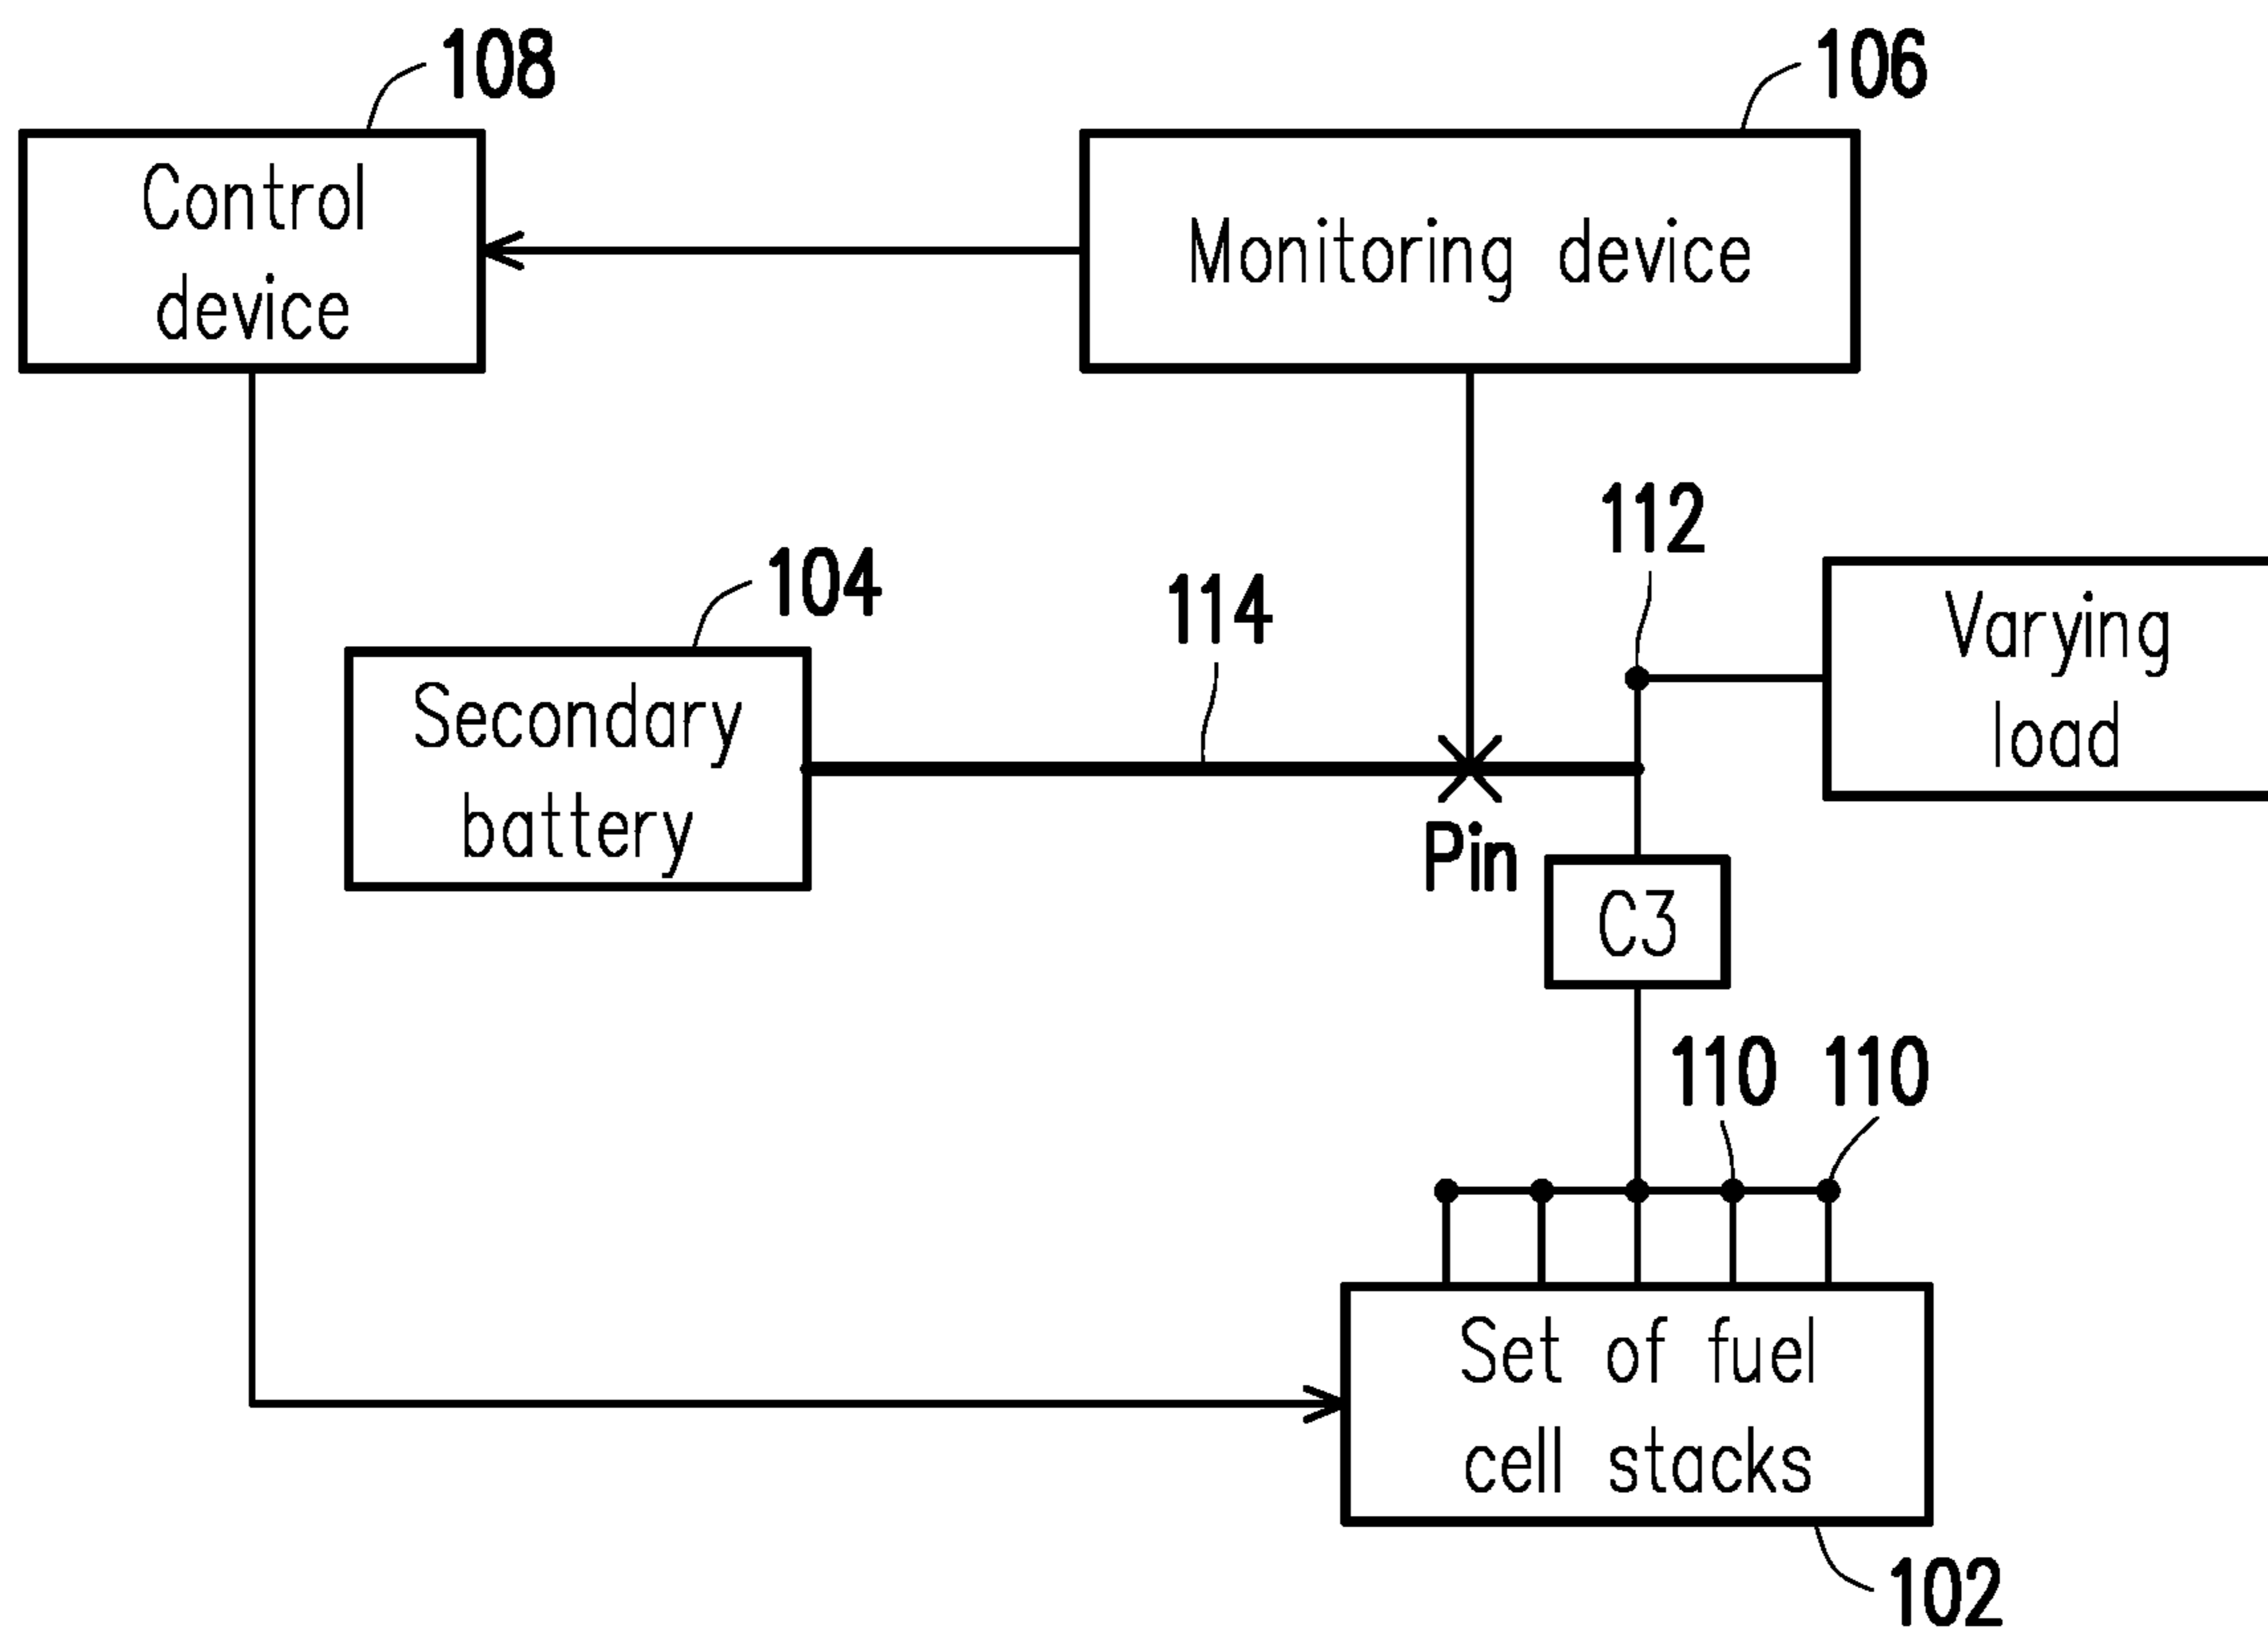 108
106
Control
device
Monitoring device
112
104
114
Varying
load
Secondary
battery
Pin
C3
110 110
Set of fuel
cell stacks
102